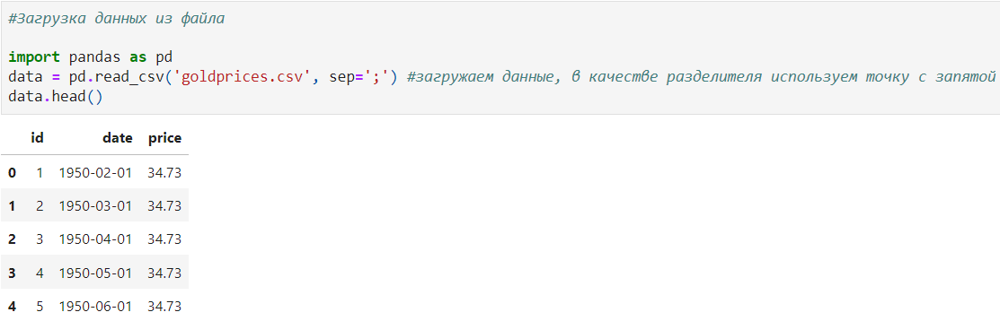 #Загрузка данных из файла
import pandas as pd
data = pd.read_csv('goldprices.csv', sep=';') #загружаем данные, в качестве разделителя используем точку с запятой
data.head()
id date price
0 1 1950-02-01 34.73
1 2 1950-03-01 34.73
2 3 1950-04-01 34.73
3 4 1950-05-01 34.73
4 5 1950-06-01 34.73